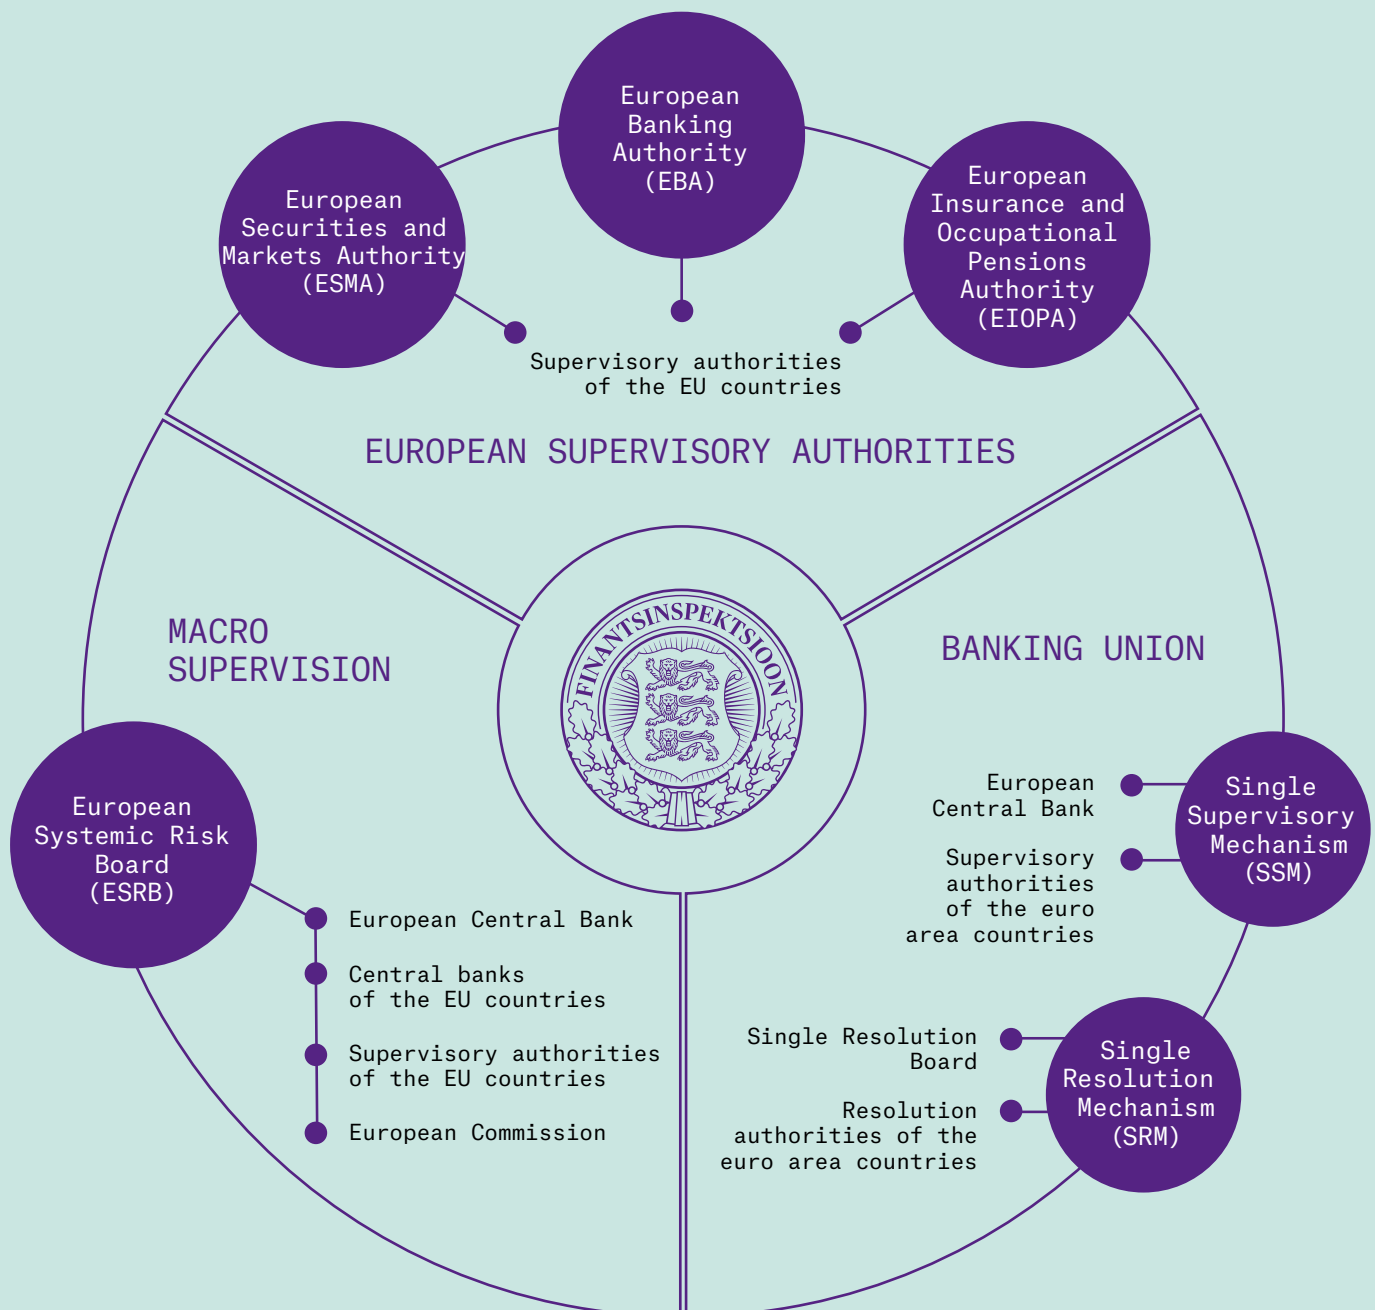 European
Banking
Authority
(EBA)
European
Securities and
Markets Authority
(ESMA)
European
Insurance and
Occupational
Pensions
Authority
(EIOPA)
Supervisory authorities
of the EU countries
EUROPEAN SUPERVISORY AUTHORITIES
MACRO
SUPERVISION
FINANTSINSPEKTSIOON
BANKING UNION
European
Systemic Risk
Board
(ESRB)
European Central Bank
Central banks
of the EU countries
Supervisory authorities
of the EU countries
European Commission
European
Central Bank
Supervisory
authorities
of the euro
area countries
Single
Supervisory
Mechanism
(SSM)
Single Resolution
Board
Resolution
authorities of the
euro area countries
Single
Resolution
Mechanism
(SRM)